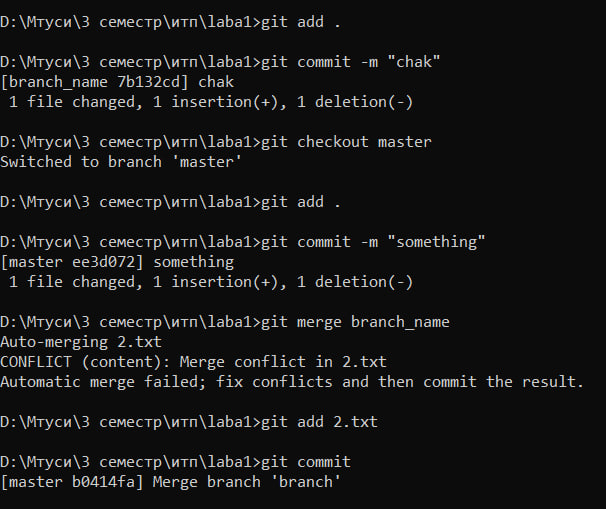 D:\Мтуси\3 семестр\итп\laba1>git add .
D:\Мтуси\3 семестр\итп\laba1>git commit -m "chak"
[branch_name 7b132cd] chak
1 file changed, 1 insertion(+), 1 deletion(-)
D:\Мтуси\3 семестр\итп\laba1>git checkout master
Switched to branch 'master'
D:\Мтуси\3 семестр\итп\laba1>git add .
D:\Мтуси\3 семестр\итп\laba1>git commit -m "something"
[master ee3d072] something
1 file changed, 1 insertion(+), 1 deletion(-)
D:\Мтуси\3 семестр\итп\laba1>git merge branch_name
Auto-merging 2.txt
CONFLICT (content): Merge conflict in 2.txt
Automatic merge failed; fix conflicts and then commit the result.
D:\Мтуси\3 семестр\итп\laba1>git add 2.txt
D:\Мтуси\3 семестр\итп\laba1>git commit
[master b0414fa] Merge branch 'branch'